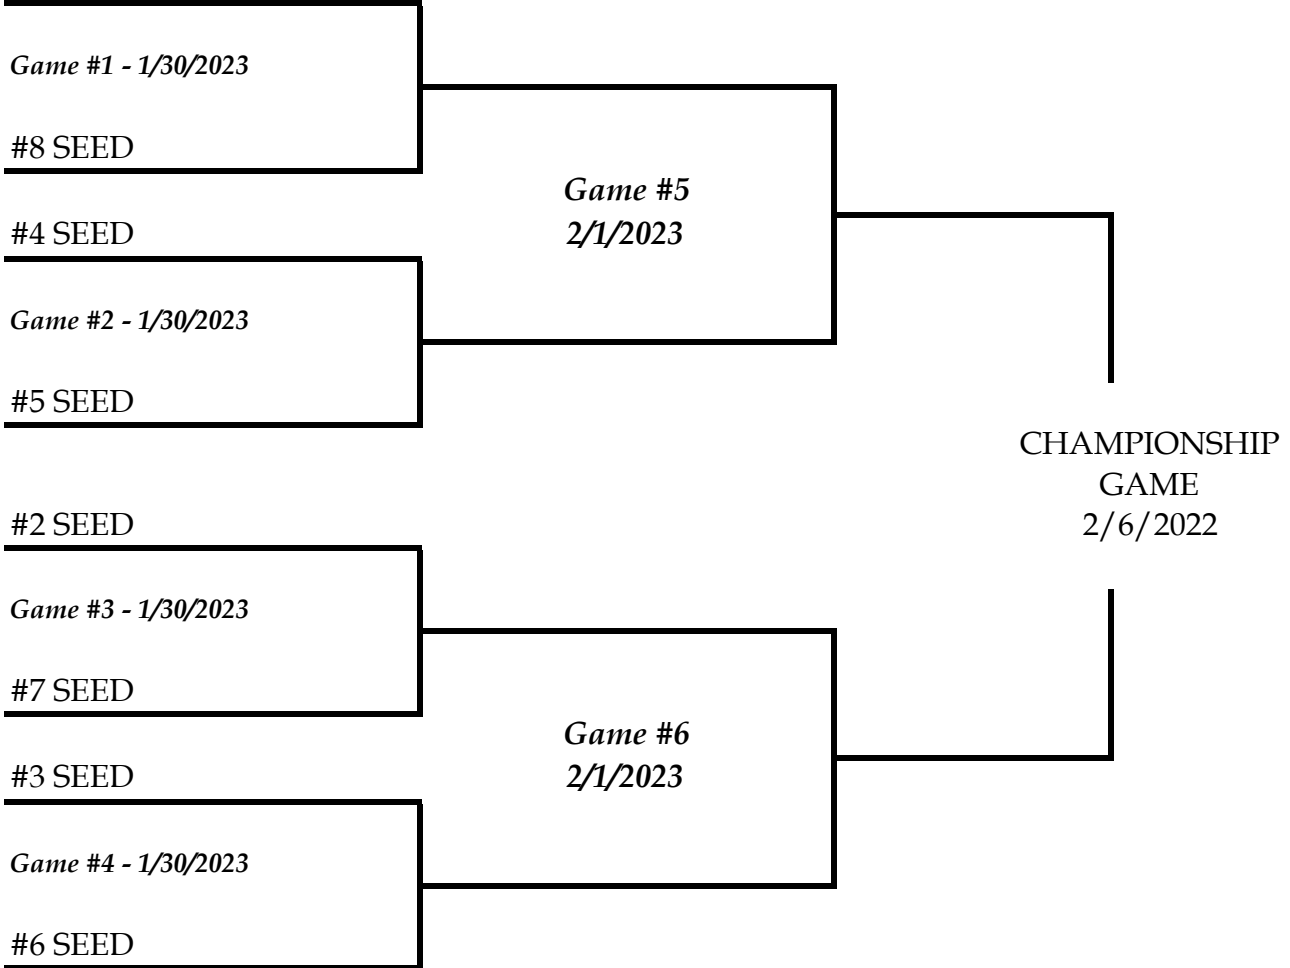 Game #1 - 1/30/2023
#8 SEED
Game #5
2/1/2023
#4 SEED
Game #2 - 1/30/2023
#5 SEED
CHAMPIONSHIP
GAME
2/6/2022
#2 SEED
Game #3 - 1/30/2023
#7 SEED
Game #6
2/1/2023
#3 SEED
Game #4 - 1/30/2023
#6 SEED